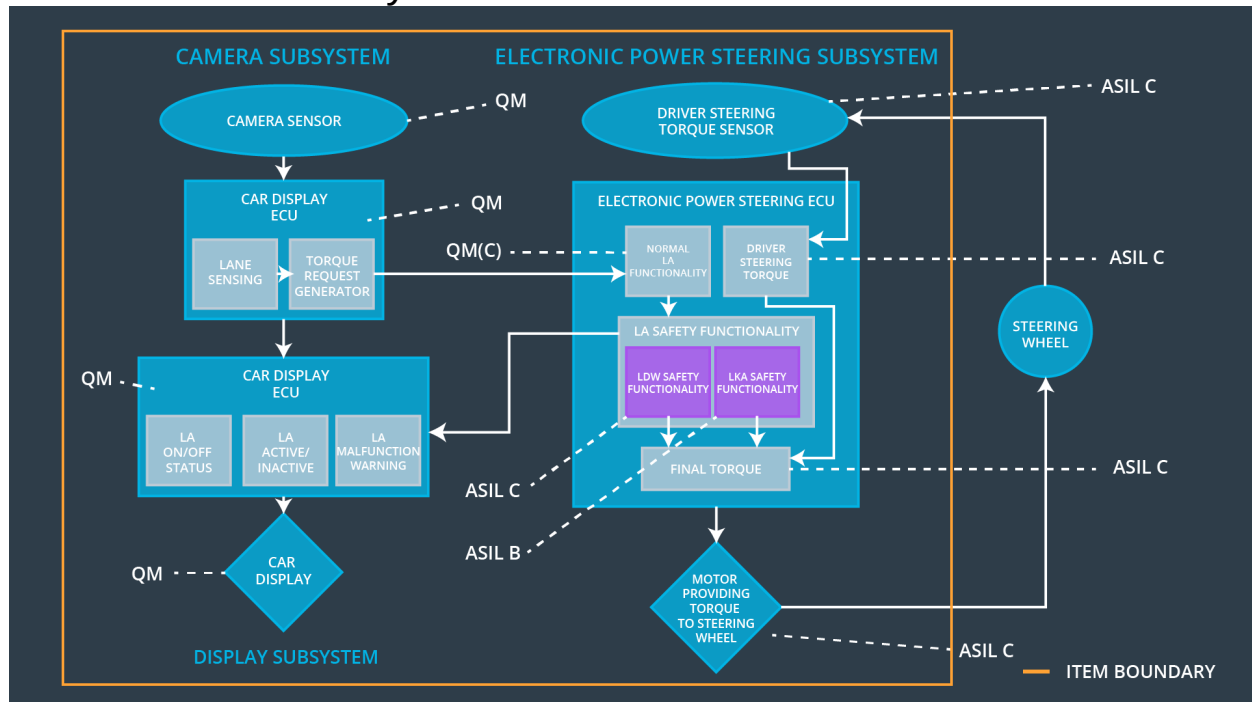 CAMERA SUBSYSTEM
ELECTRONIC POWER STEERING SUBSYSTEM
CAMERA SENSOR
QM
DRIVER STEERING
TORQUE SENSOR
ASIL C
CAR DISPLAY
ECU
QM
LANE
SENSING
TORQUE
REQUEST
GENERATOR
ELECTRONIC POWER STEERING ECU
QM(C)
NORMAL
LA
FUNCTIONALITY
DRIVER
STEERING
TORQUE
ASIL C
LA SAFETY FUNCTIONALITY
LDW SAFETY
FUNCTIONALITY
LKA SAFETY
FUNCTIONALITY
STEERING
WHEEL
QM
CAR DISPLAY
ECU
LA
ON/OFF
STATUS
LA
ACTIVE/
INACTIVE
LA
MALFUNCTION
WARNING
FINAL TORQUE
ASIL C
ASIL C
ASIL B
QM
CAR
DISPLAY
MOTOR
PROVIDING
TORQUE
TO STEERING
WHEEL
ASIL C
DISPLAY SUBSYSTEM
ITEM BOUNDARY